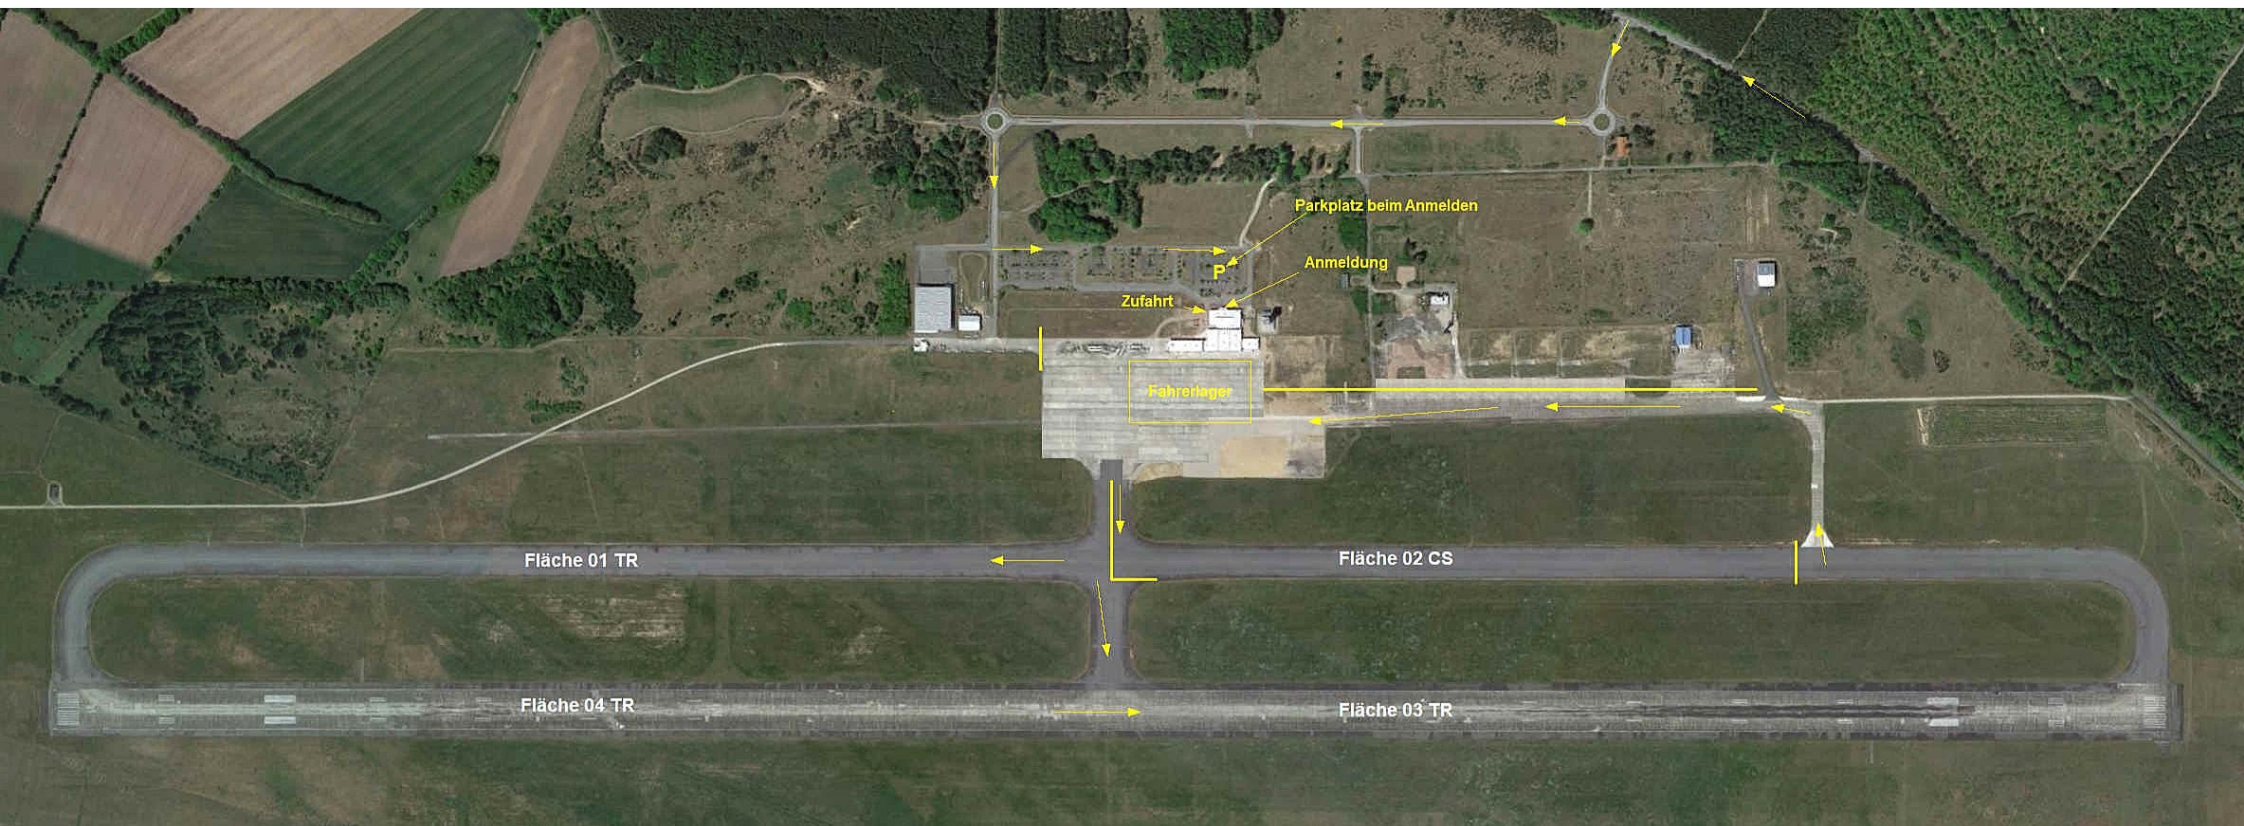 Parkplatz beim Anmelden
Anmeldung
P
Zufahrt
Fahrerlager
Fläche 01 TR
Fläche 02 CS
Fläche 04 TR
Fläche 03 TR